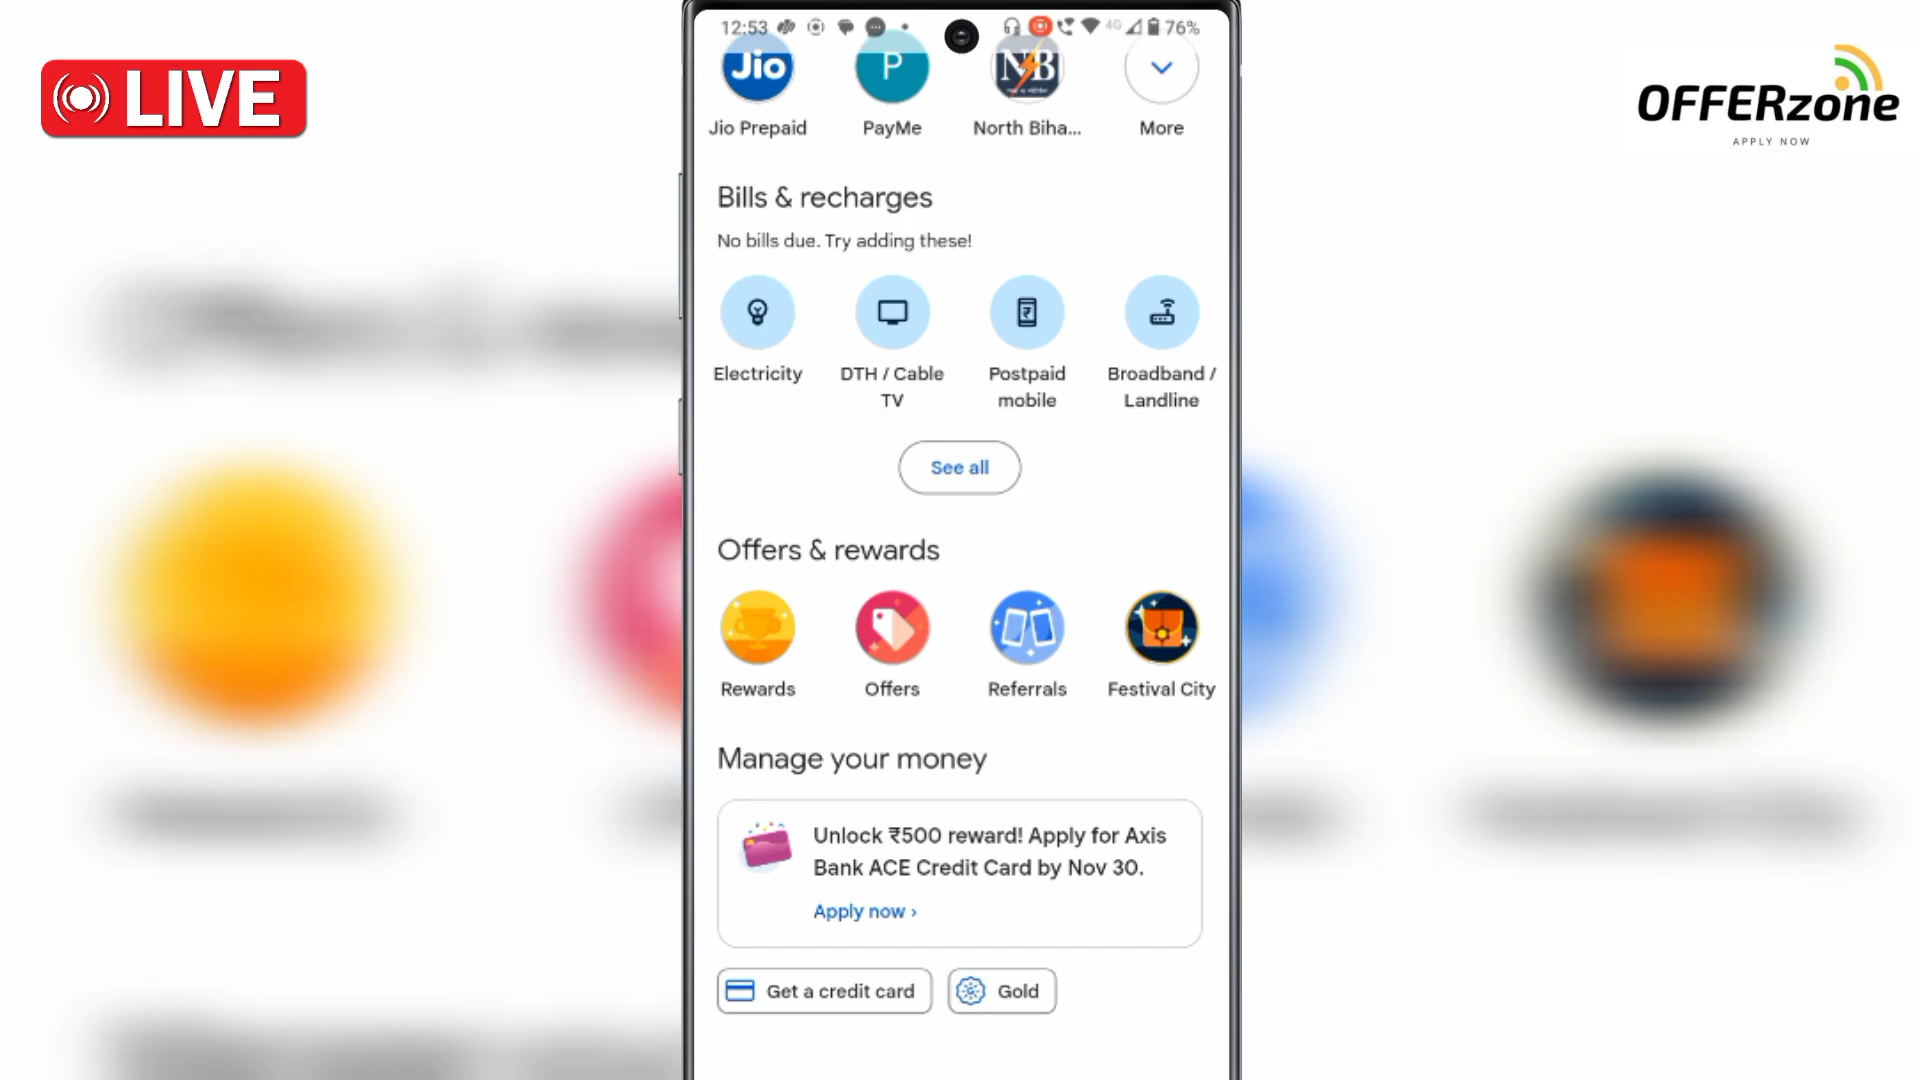 LIVE
OFFERzone
APPLY NOW
12:53
4G
76%
Jio
P
NB
Jio Prepaid
PayMe
North Biha...
More
Bills & recharges
No bills due. Try adding these!
Electricity
DTH / Cable
TV
Postpaid
mobile
Broadband /
Landline
See all
Offers & rewards
Rewards
Offers
Referrals
Festival City
Manage your money
Unlock ₹500 reward! Apply for Axis
Bank ACE Credit Card by Nov 30.
Apply now ›
Get a credit card
Gold